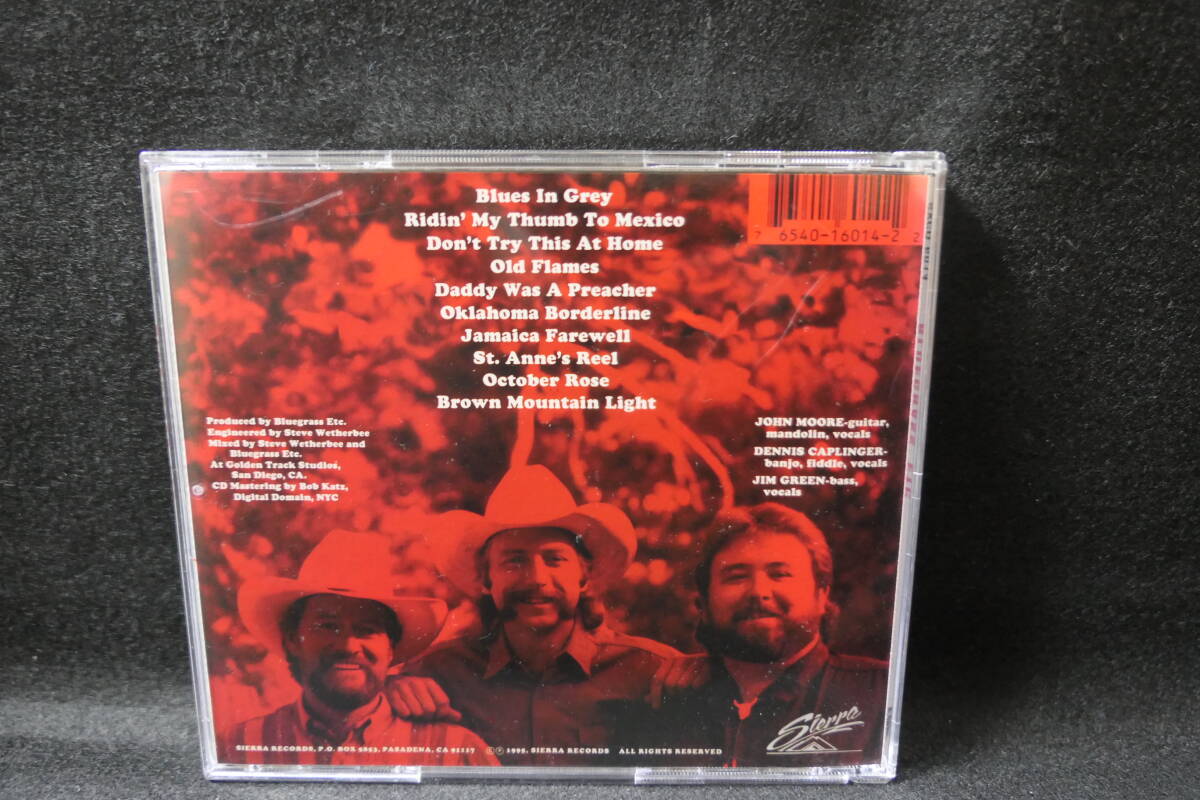 Blues In Grey
Ridin' My Thumb To Mexico
Don't Try This At Home
Old Flames
Daddy Was A Preacher
Oklahoma Borderline
Jamaica Farewell
St. Anne's Reel
October Rose
Brown Mountain Light
7 6540-16014-2 2
Produced by Bluegrass Etc.
Engineered by Steve Wetherbee
Mixed by Steve Wetherbee and
Bluegrass Etc.
At Golden Track Studios,
San Diego, CA.
CD Mastering by Bob Katz,
Digital Domain, NYC
JOHN MOORE-guitar,
mandolin, vocals
DENNIS CAPLINGER-
banjo, fiddle, vocals
JIM GREEN-bass,
vocals
Sierra
SIERRA RECORDS, P.O. BOX 5853, PASADENA, CA 91117 ©℗ 1995, SIERRA RECORDS ALL RIGHTS RESERVED